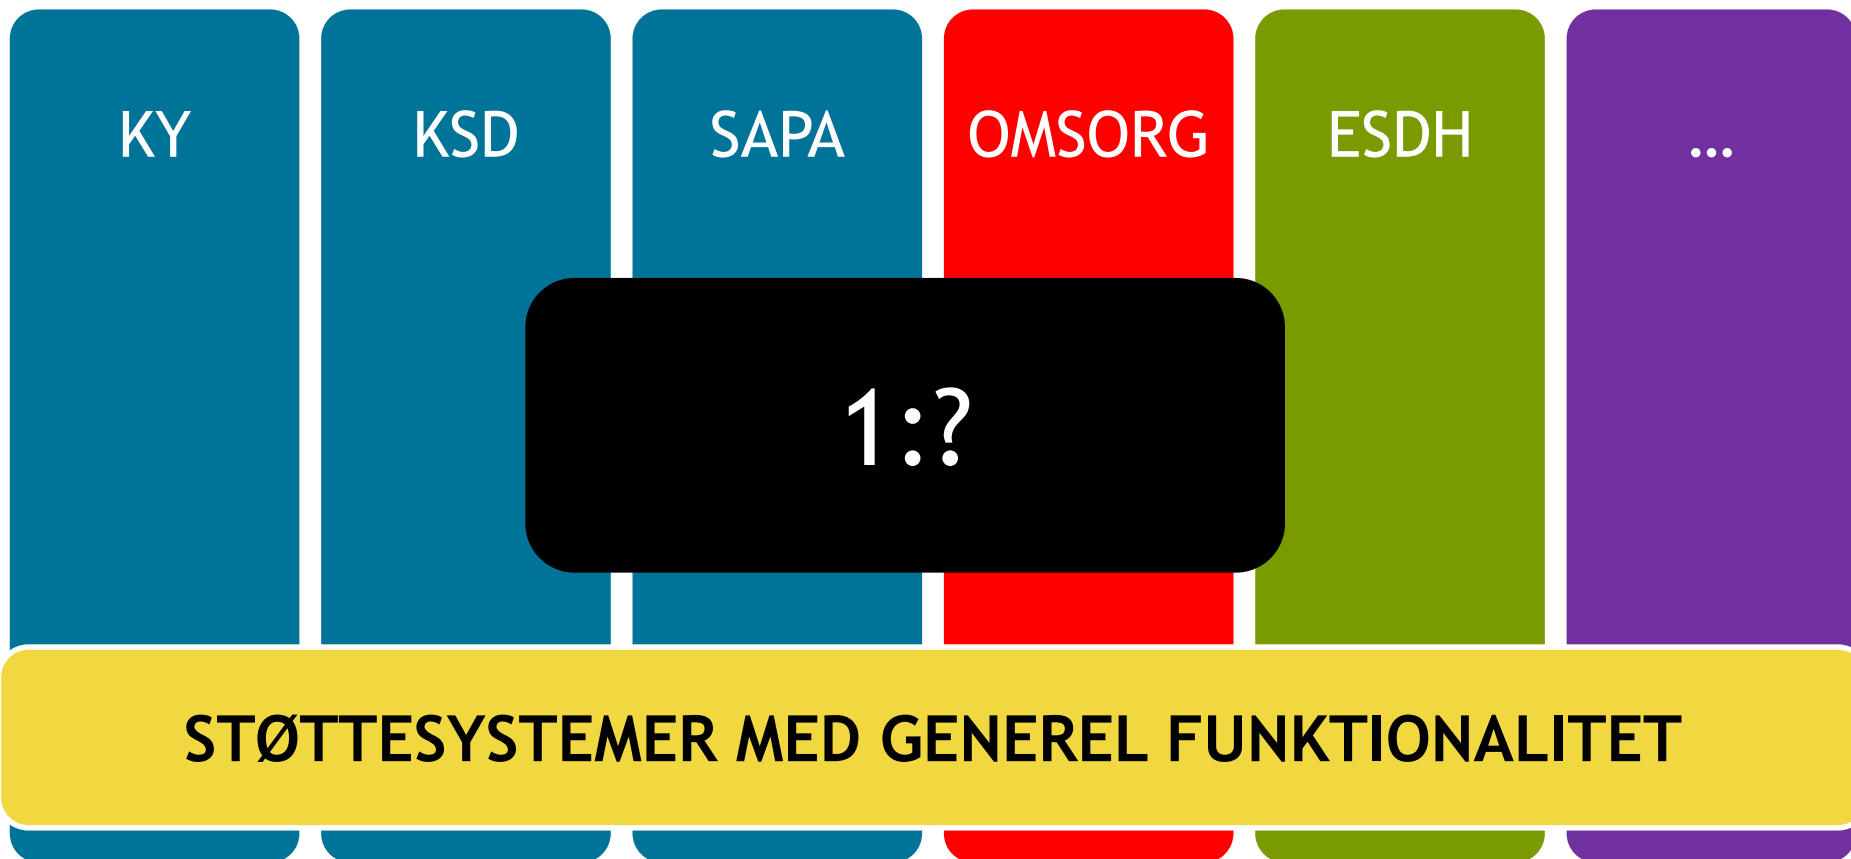 KY
KSD
SAPA
OMSORG
ESDH
...
1:?
STØTTESYSTEMER MED GENEREL FUNKTIONALITET